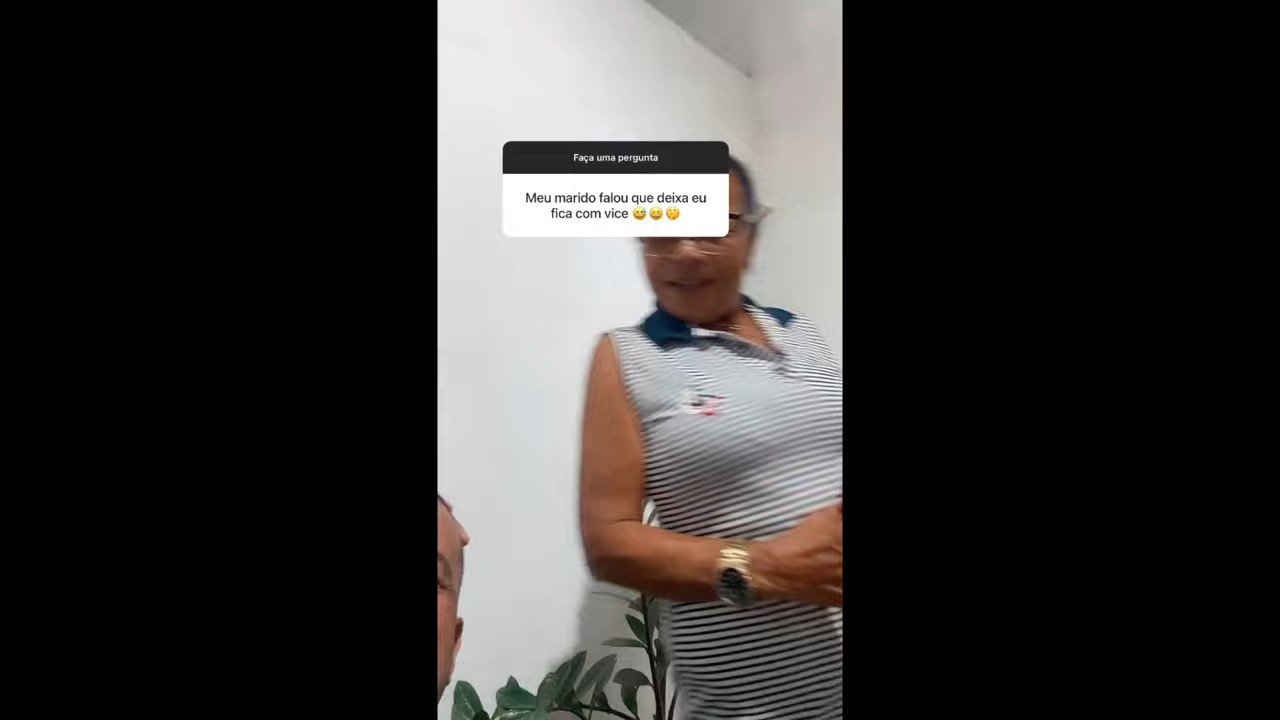 Faça uma pergunta
Meu marido falou que deixa eu
fica com vice 😅😆🤫